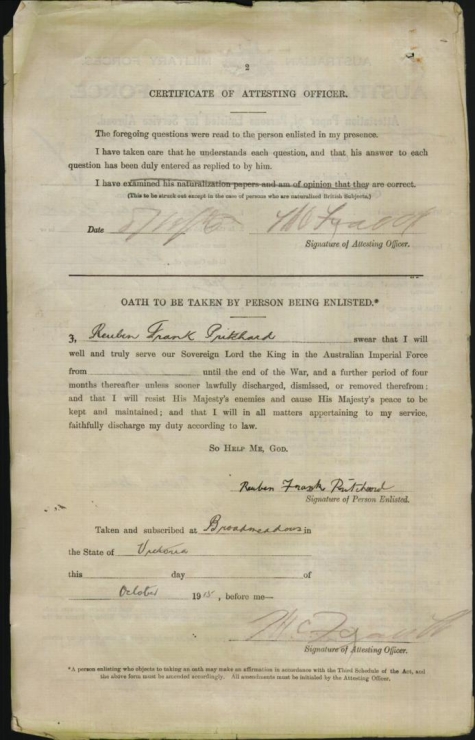 2
CERTIFICATE OF ATTESTING OFFICER.
The foregoing questions were read to the person enlisted in my presence.
I have taken care that he understands each question, and that his answer to each
question has been duly entered as replied to by him.
I have examined his naturalization papers and am of opinion that they are correct.
(This to be struck out except in the case of persons who are naturalized British Subjects.)
Date
Signature of Attesting Officer.
OATH TO BE TAKEN BY PERSON BEING ENLISTED.*
I, Reuben Frank Pritchard swear that I will
well and truly serve our Sovereign Lord the King in the Australian Imperial Force
from until the end of the War, and a further period of four
months thereafter unless sooner lawfully discharged, dismissed, or removed therefrom;
and that I will resist His Majesty's enemies and cause His Majesty's peace to be
kept and maintained; and that I will in all matters appertaining to my service,
faithfully discharge my duty according to law.
So Help Me, God.
Reuben Frank Pritchard
Signature of Person Enlisted.
Taken and subscribed at Broadmeadows in
the State of Victoria
this day of
October 1915, before me—
Signature of Attesting Officer.
*A person enlisting who objects to taking an oath may make an affirmation in accordance with the Third Schedule of the Act, and
the above form must be amended accordingly. All amendments must be initialed by the Attesting Officer.